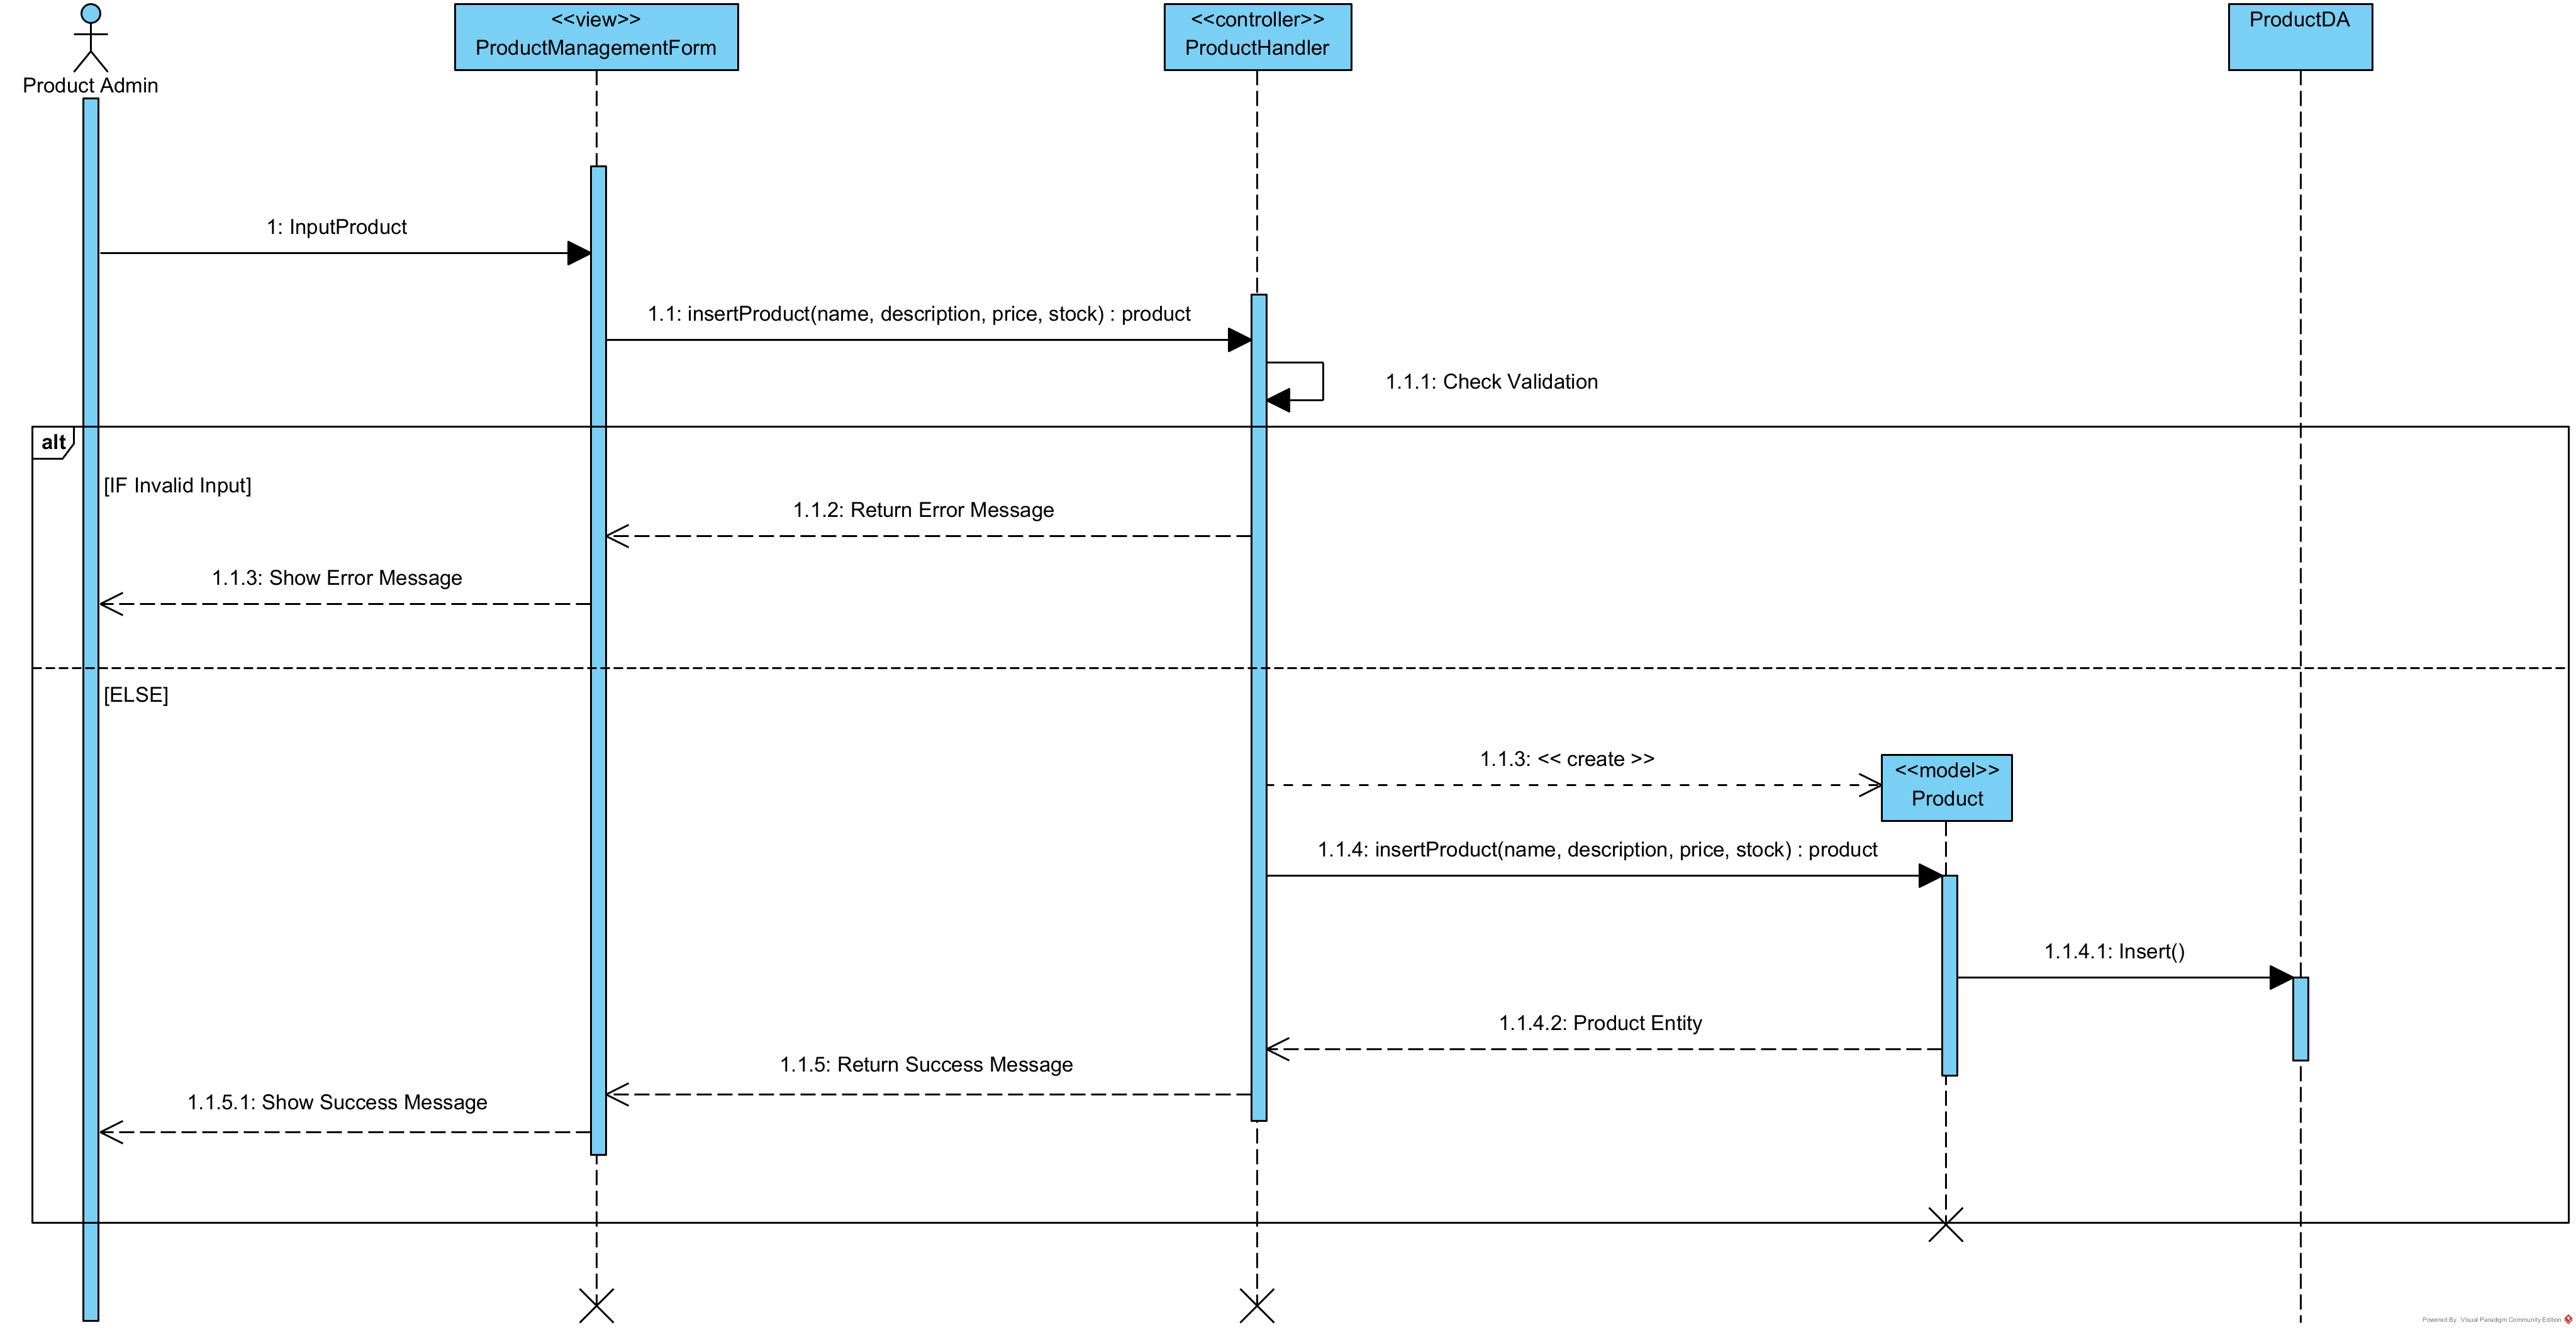 <<view>>
ProductManagementForm
<<controller>>
ProductHandler
ProductDA
Product Admin
1: InputProduct
1.1: insertProduct(name, description, price, stock) : product
1.1.1: Check Validation
alt
[IF Invalid Input]
1.1.2: Return Error Message
1.1.3: Show Error Message
[ELSE]
1.1.3: << create >>
<<model>>
Product
1.1.4: insertProduct(name, description, price, stock) : product
1.1.4.1: Insert()
1.1.4.2: Product Entity
1.1.5: Return Success Message
1.1.5.1: Show Success Message
Powered By: Visual Paradigm Community Edition